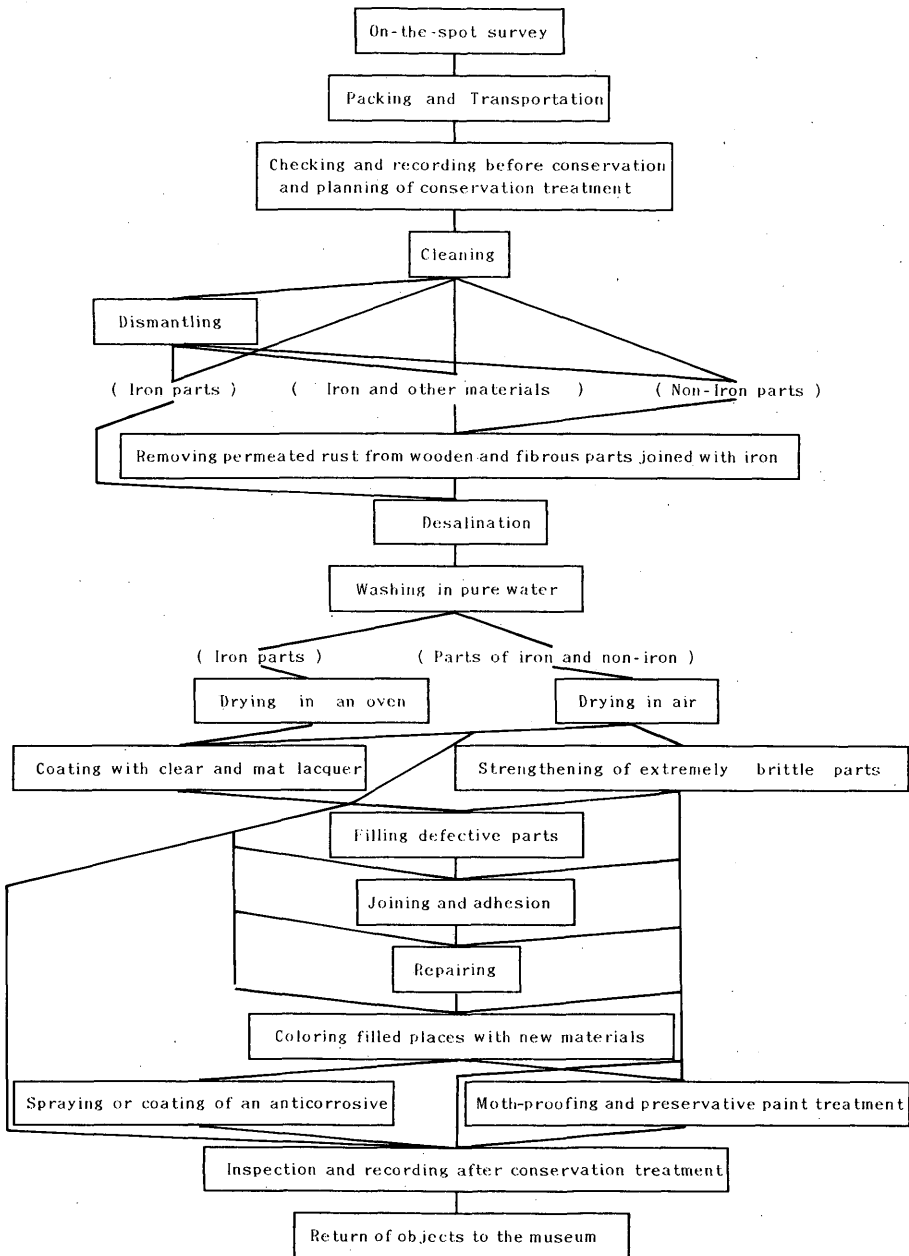 On-the-spot survey
Packing and Transportation
Checking and recording before conservation
and planning of conservation treatment
Cleaning
Dismantling
( Iron parts )
( Iron and other materials )
( Non-Iron parts )
Removing permeated rust from wooden and fibrous parts joined with iron
Desalination
Washing in pure water
( Iron parts )
( Parts of iron and non-iron )
Drying in an oven
Drying in air
Coating with clear and mat lacquer
Strengthening of extremely brittle parts
Filling defective parts
Joining and adhesion
Repairing
Coloring filled places with new materials
Spraying or coating of an anticorrosive
Moth-proofing and preservative paint treatment
Inspection and recording after conservation treatment
Return of objects to the museum